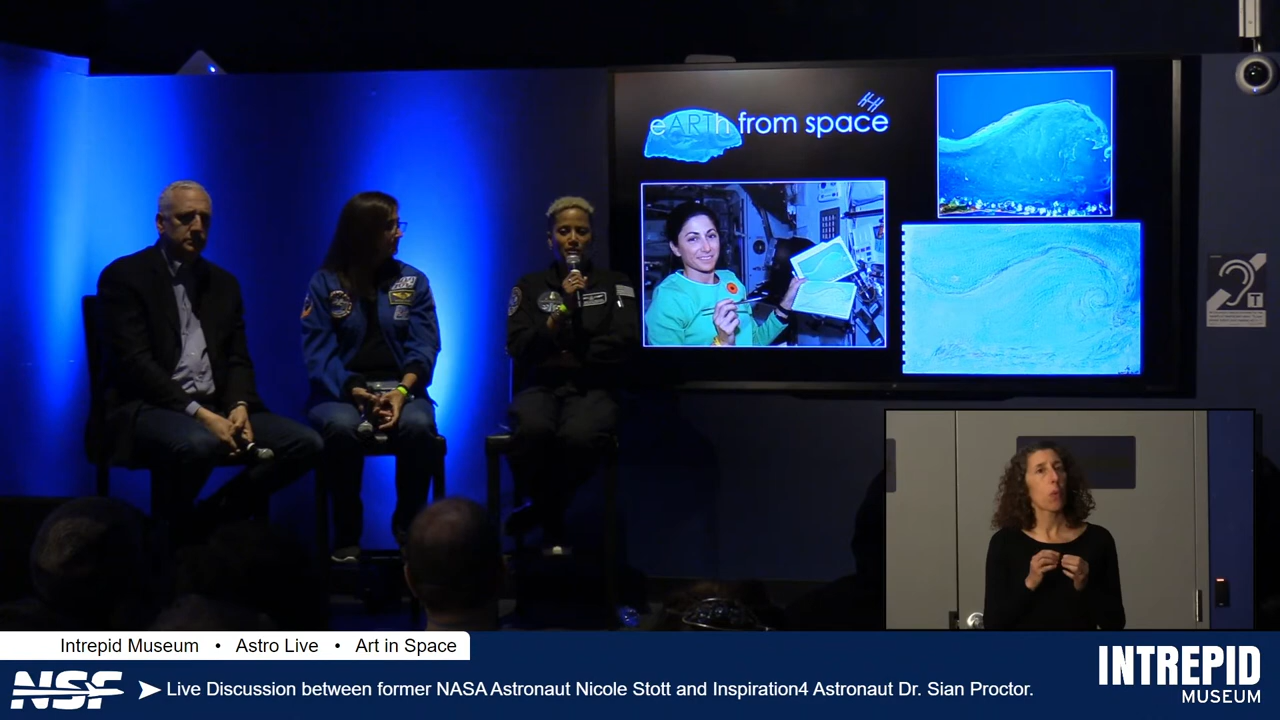 eARTh from space
T
Intrepid Museum • Astro Live • Art in Space
NSF
Live Discussion between former NASA Astronaut Nicole Stott and Inspiration4 Astronaut Dr. Sian Proctor.
INTREPID
MUSEUM